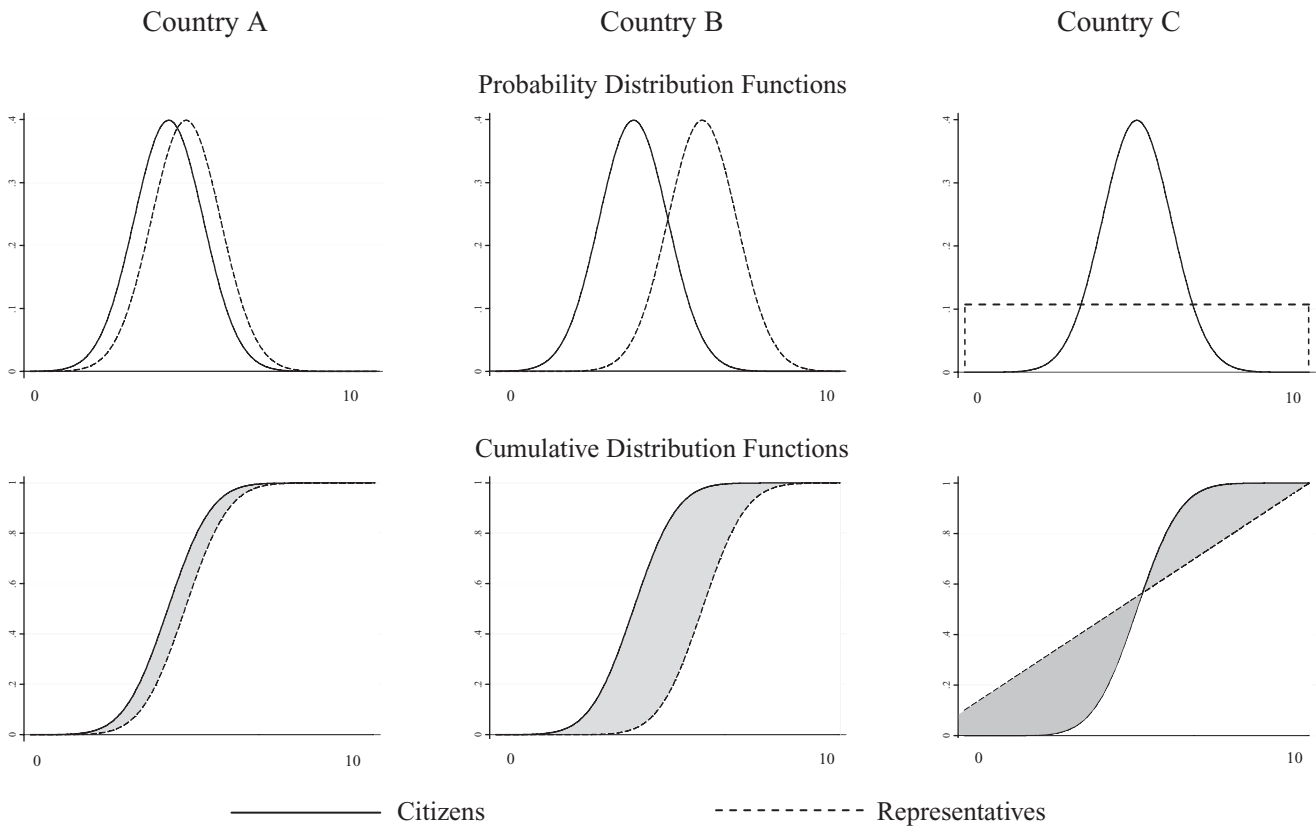 Country A Country B Country C
Probability Distribution Functions
.4 .4 .4
.3 .3 .3
.2 .2 .2
.1 .1 .1
0 0 0
0 10 0 10 0 10
Cumulative Distribution Functions
1 1 1
.8 .8 .8
.6 .6 .6
.4 .4 .4
.2 .2 .2
0 0 0
0 10 0 10 0 10
Citizens Representatives